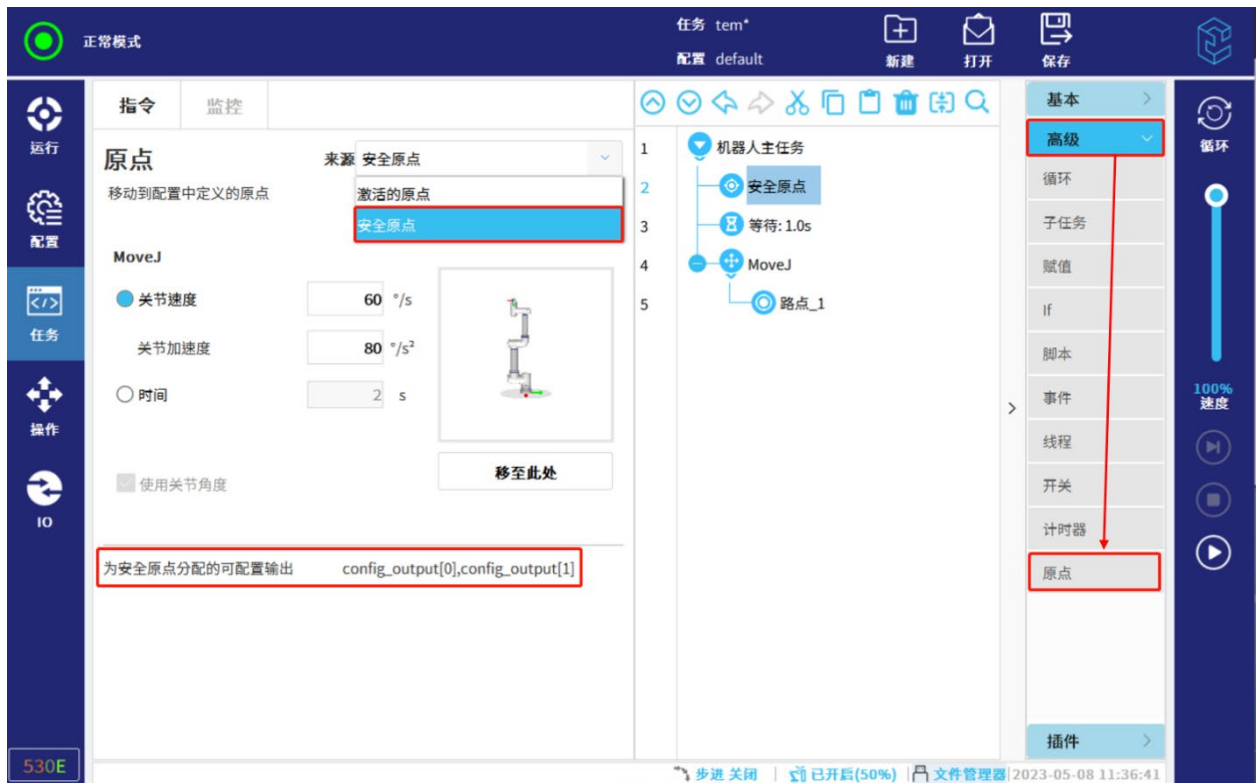 正常模式
任务 tem*
配置 default
新建
打开
保存
运行
配置
任务
操作
IO
530E
指令
监控
原点
来源 安全原点
移动到配置中定义的原点
激活的原点
安全原点
MoveJ
关节速度 60 °/s
关节加速度 80 °/s²
时间 2 s
使用关节角度
移至此处
为安全原点分配的可配置输出 config_output[0],config_output[1]
1 机器人主任务
2 安全原点
3 等待: 1.0s
4 MoveJ
5 路点_1
基本
高级
循环
子任务
赋值
If
脚本
事件
线程
开关
计时器
原点
插件
循环
100%
速度
步进 关闭 已开启(50%) 文件管理器 2023-05-08 11:36:41